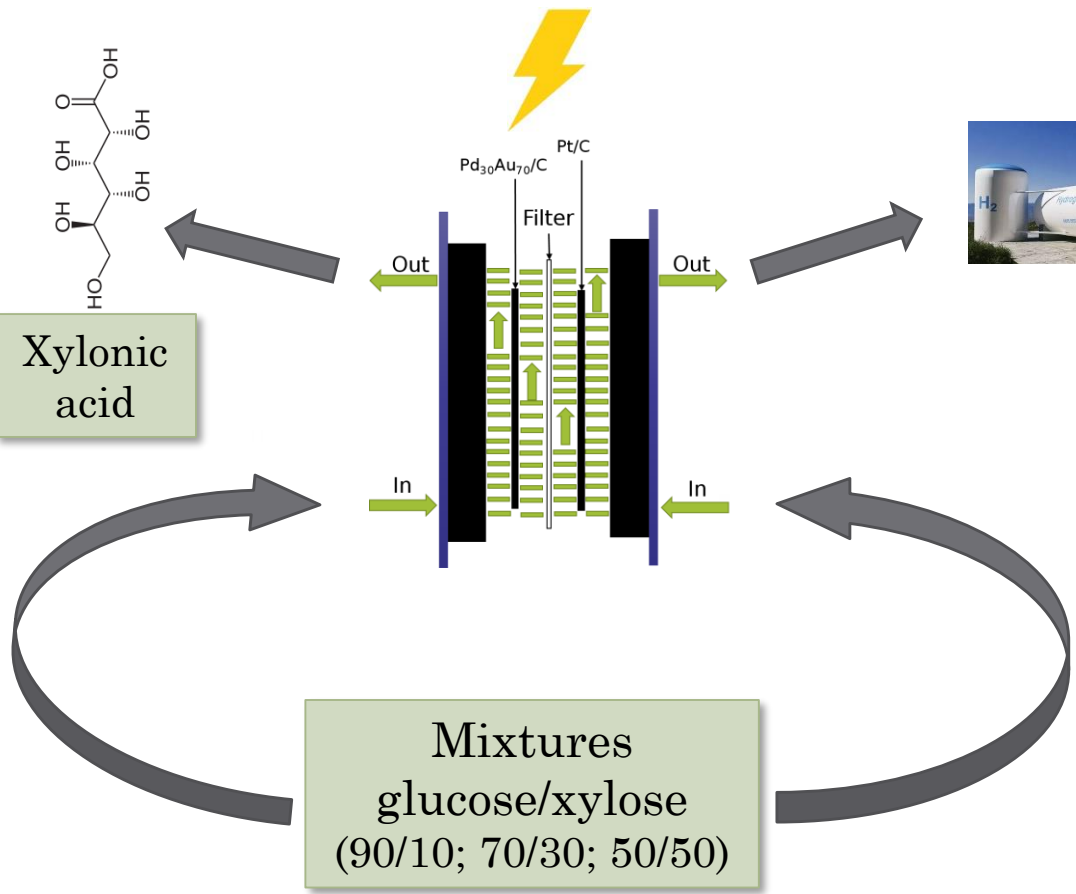 OH
O
OH
OH
OH
OH
HO
Xylonic
acid
Pd₃₀Au₇₀/C
Pt/C
Filter
Out
Out
In
In
H₂
Mixtures
glucose/xylose
(90/10; 70/30; 50/50)